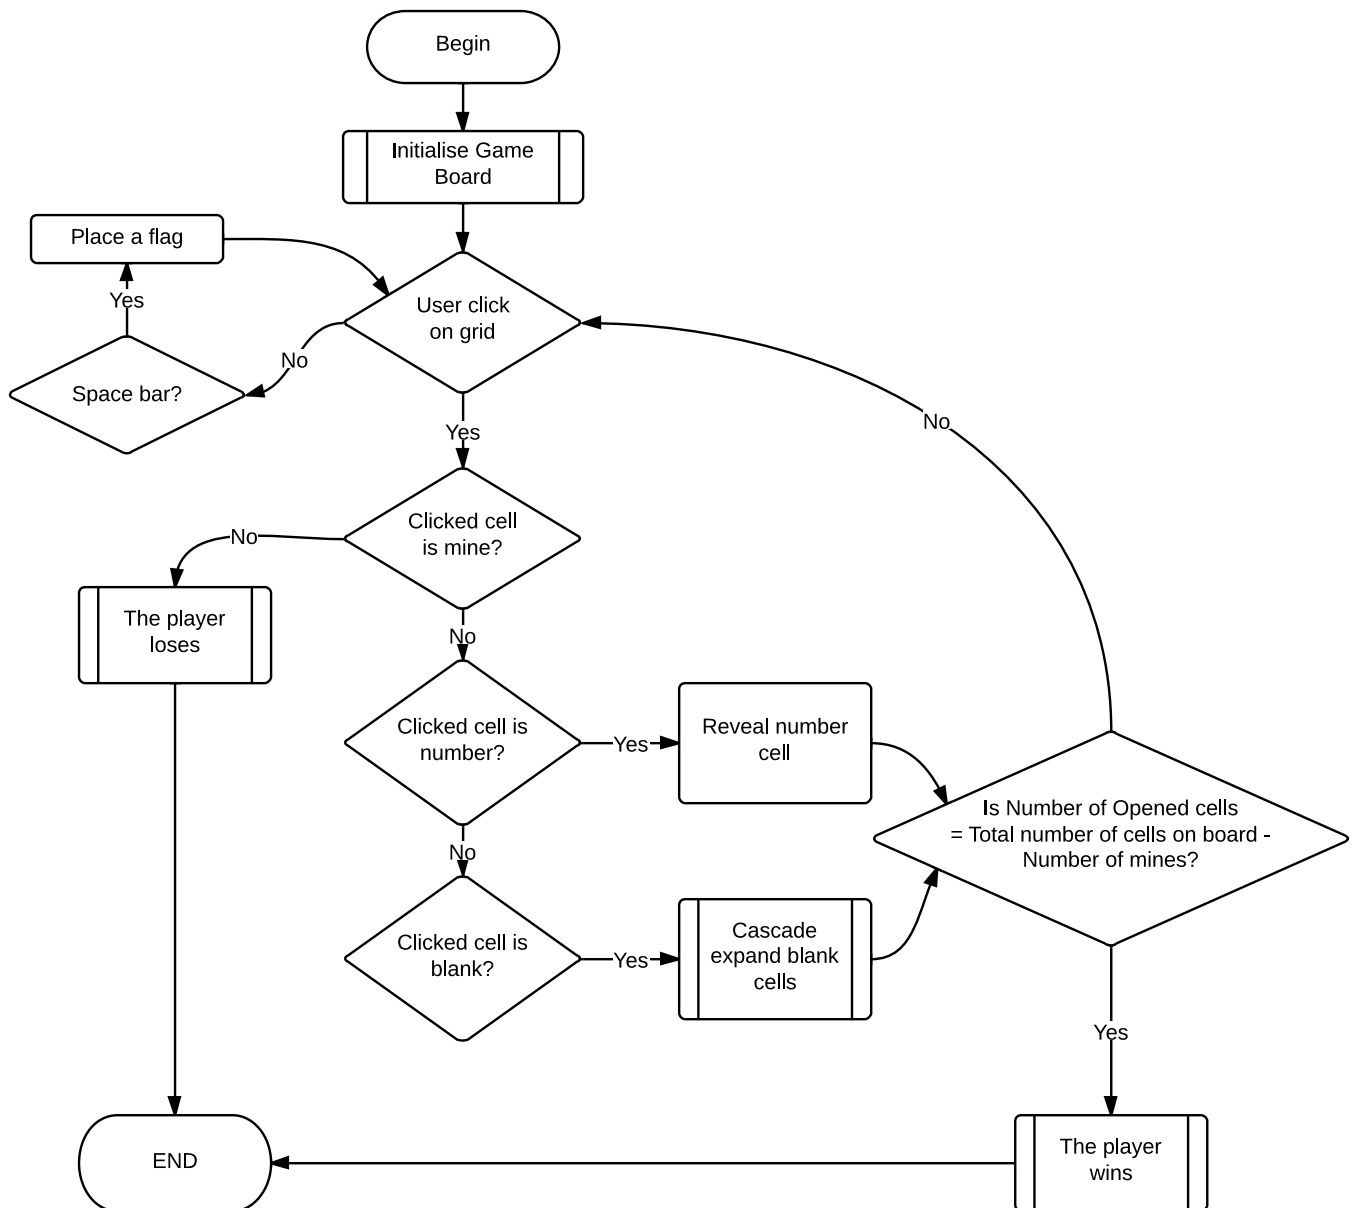 Begin
Initialise Game
Board
Place a flag
Yes
User click
on grid
No
Space bar?
No
Yes
Clicked cell
is mine?
No
The player
loses
No
Clicked cell is
number?
Yes
Reveal number
cell
Is Number of Opened cells
= Total number of cells on board -
Number of mines?
No
Clicked cell is
blank?
Yes
Cascade
expand blank
cells
Yes
The player
wins
END